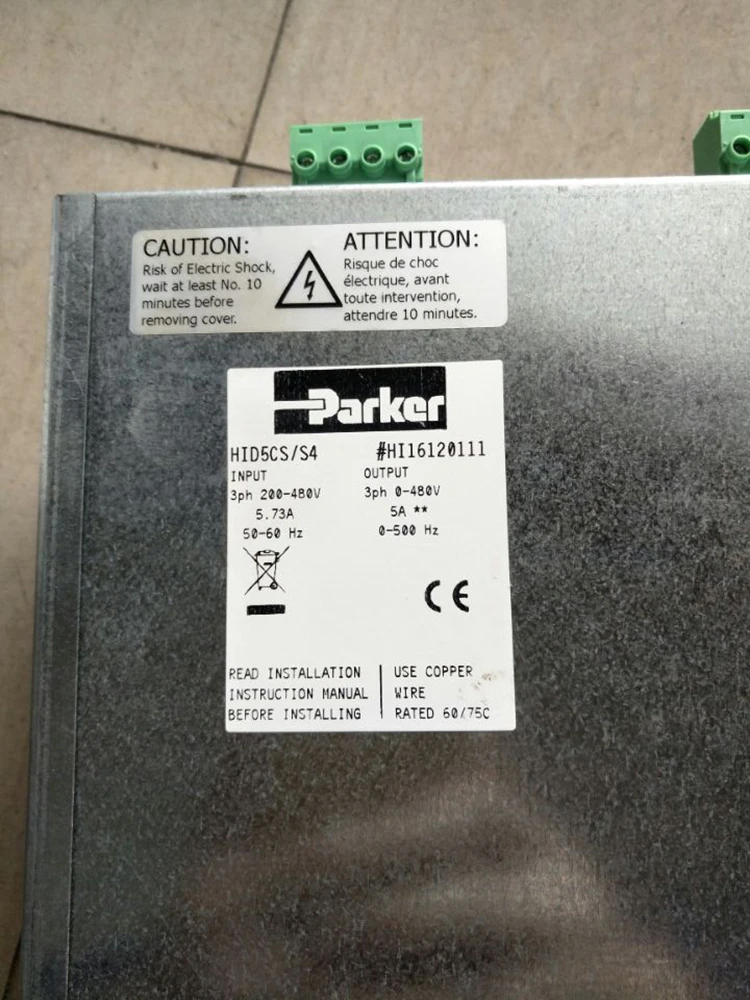 CAUTION:
Risk of Electric Shock,
wait at least No. 10
minutes before
removing cover.
ATTENTION:
Risque de choc
électrique, avant
toute intervention,
attendre 10 minutes.
Parker
HID5CS/S4 #HI16120111
INPUT
3ph 200-480V
5.73A
50-60 Hz
OUTPUT
3ph 0-480V
5A **
0-500 Hz
CE
READ INSTALLATION
INSTRUCTION MANUAL
BEFORE INSTALLING
USE COPPER
WIRE
RATED 60/75C